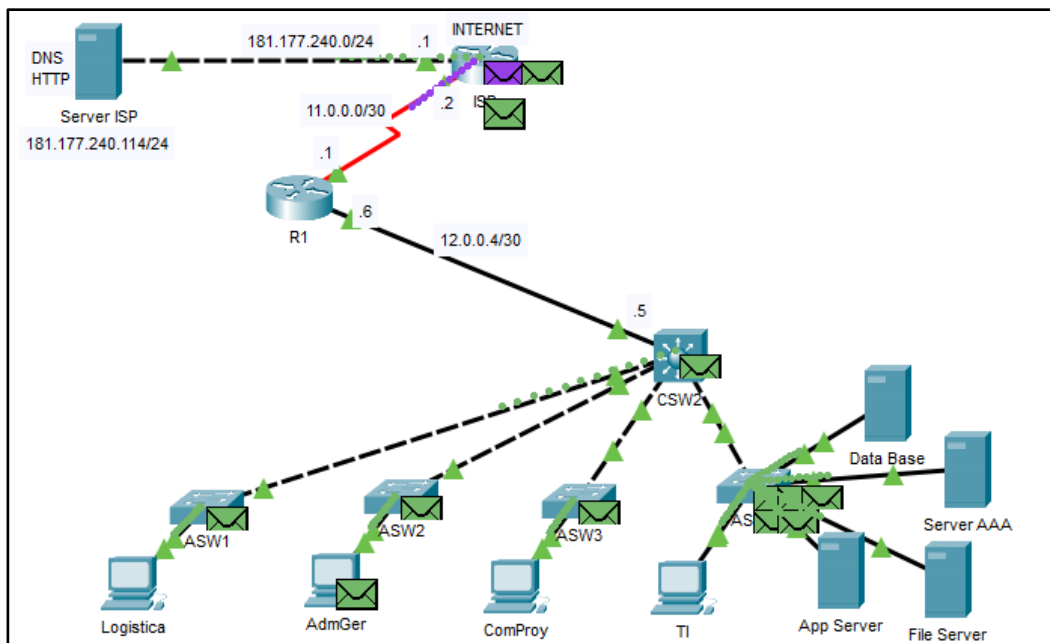 INTERNET
181.177.240.0/24
.1
DNS
HTTP
.2
Server ISP
11.0.0.0/30
181.177.240.114/24
.1
.6
R1
12.0.0.4/30
.5
CSW2
Data Base
ASW1
ASW2
ASW3
Server AAA
Logistica
AdmGer
ComProy
TI
App Server
File Server